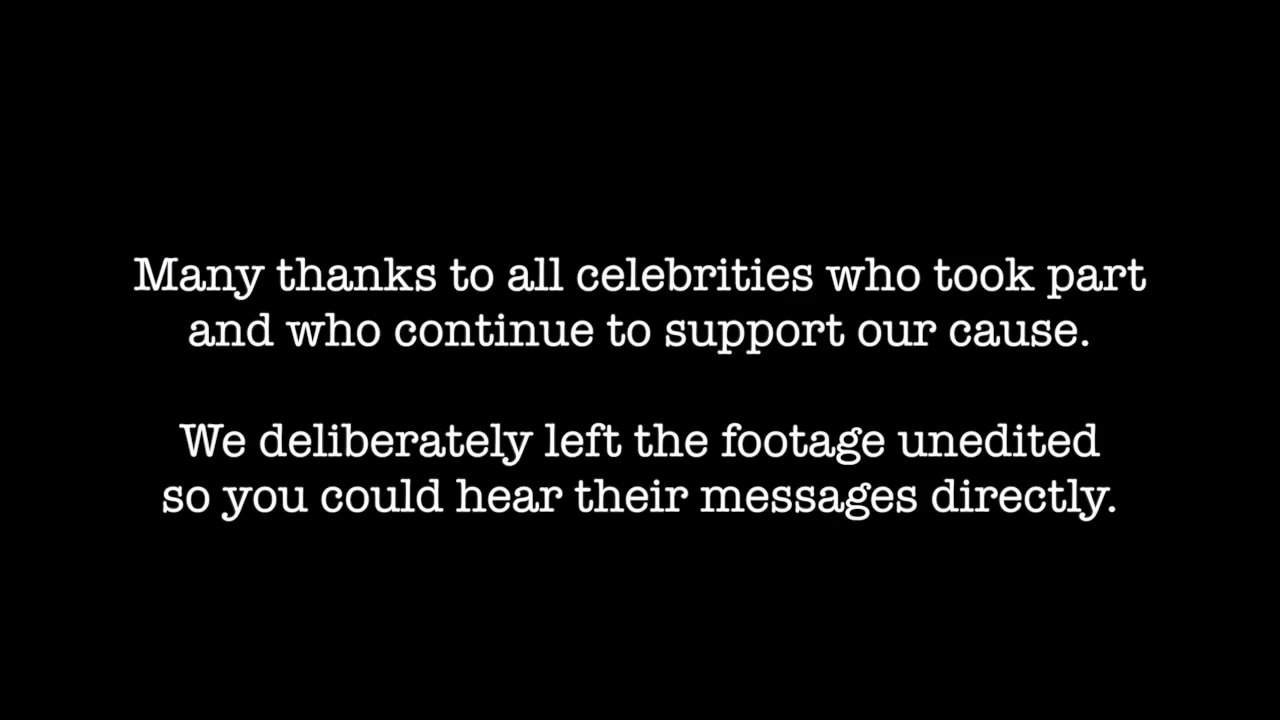 Many thanks to all celebrities who took part
and who continue to support our cause.
We deliberately left the footage unedited
so you could hear their messages directly.